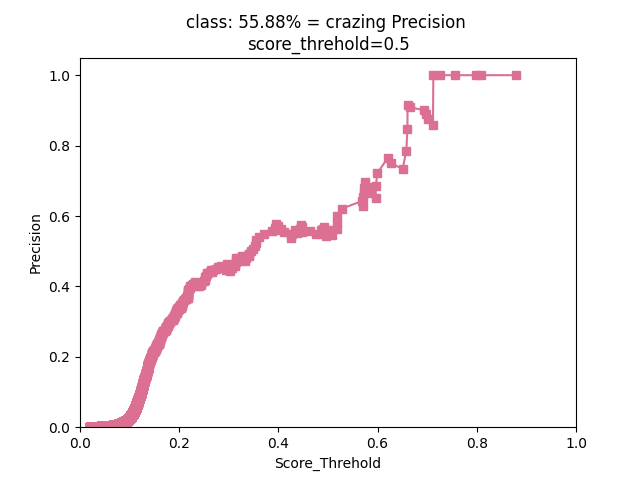 class: 55.88% = crazing Precision
score_threhold=0.5
1.0
0.8
0.6
0.4
0.2
0.0
Precision
0.0 0.2 0.4 0.6 0.8 1.0
Score_Threhold